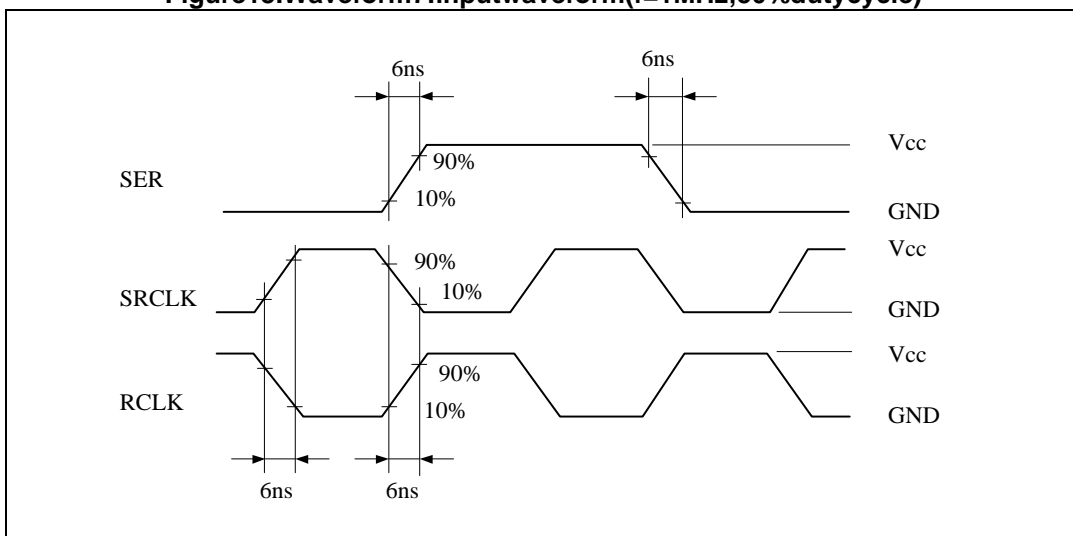 6ns
6ns
Vcc
90%
SER
10%
GND
Vcc
90%
SRCLK
10%
GND
Vcc
90%
RCLK
10%
GND
6ns
6ns